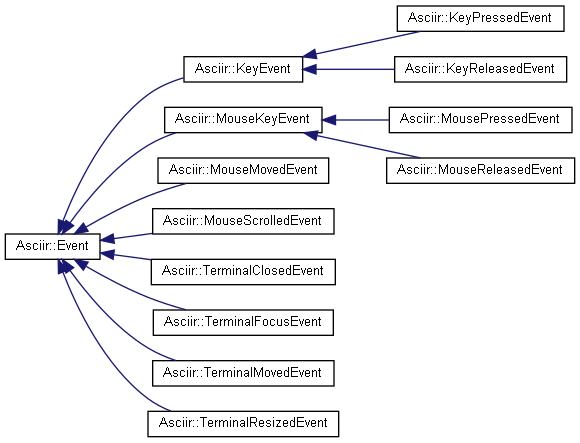 Asciir::KeyPressedEvent
Asciir::KeyEvent
Asciir::KeyReleasedEvent
Asciir::MouseKeyEvent
Asciir::MousePressedEvent
Asciir::MouseMovedEvent
Asciir::MouseReleasedEvent
Asciir::MouseScrolledEvent
Asciir::Event
Asciir::TerminalClosedEvent
Asciir::TerminalFocusEvent
Asciir::TerminalMovedEvent
Asciir::TerminalResizedEvent